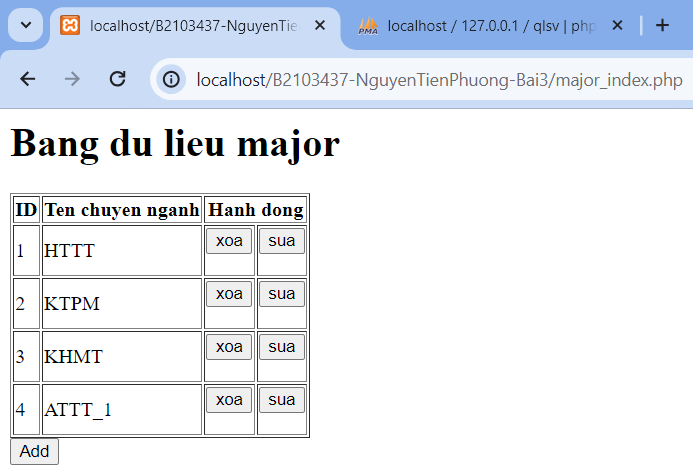 localhost/B2103437-NguyenTie
localhost / 127.0.0.1 / qlsv | php
PMA
localhost/B2103437-NguyenTienPhuong-Bai3/major_index.php
Bang du lieu major
ID Ten chuyen nganh Hanh dong
1 HTTT xoa sua
2 KTPM xoa sua
3 KHMT xoa sua
4 ATTT_1 xoa sua
Add